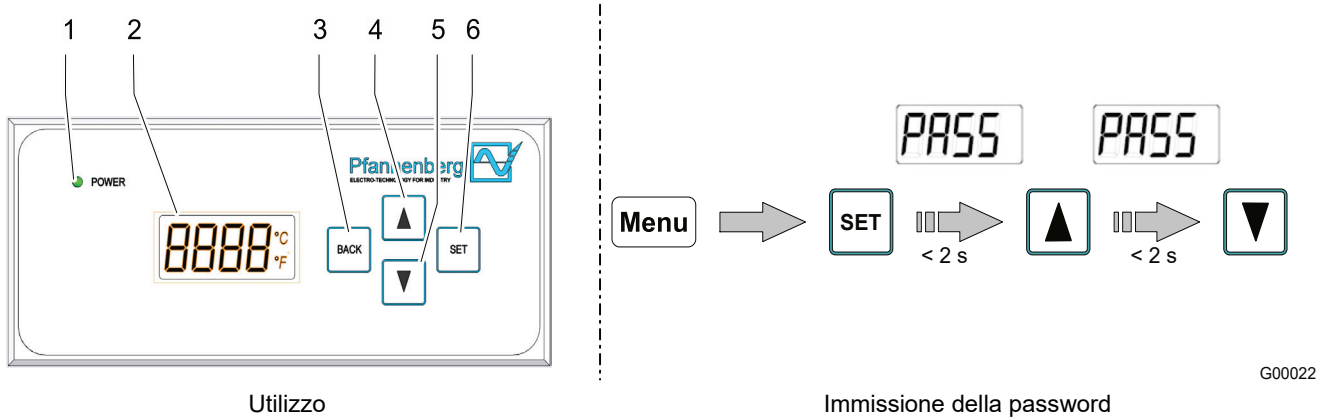 1 2 3 4 5 6
POWER
Pfannenberg
ELECTRO-TECHNOLOGY FOR INDUSTRY
8888 °C
°F
BACK
SET
Utilizzo
PASS PASS
Menu SET
< 2 s < 2 s
G00022
Immissione della password